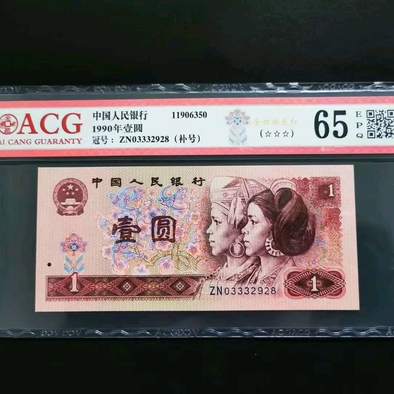 ACG
AI CANG GUARANTY
中国人民银行 11906350
1990年壹圆
冠号: ZN03332928 (补号)
(☆☆☆)
65
EPQ
中国人民银行
1
壹圆
1
ZN03332928
1